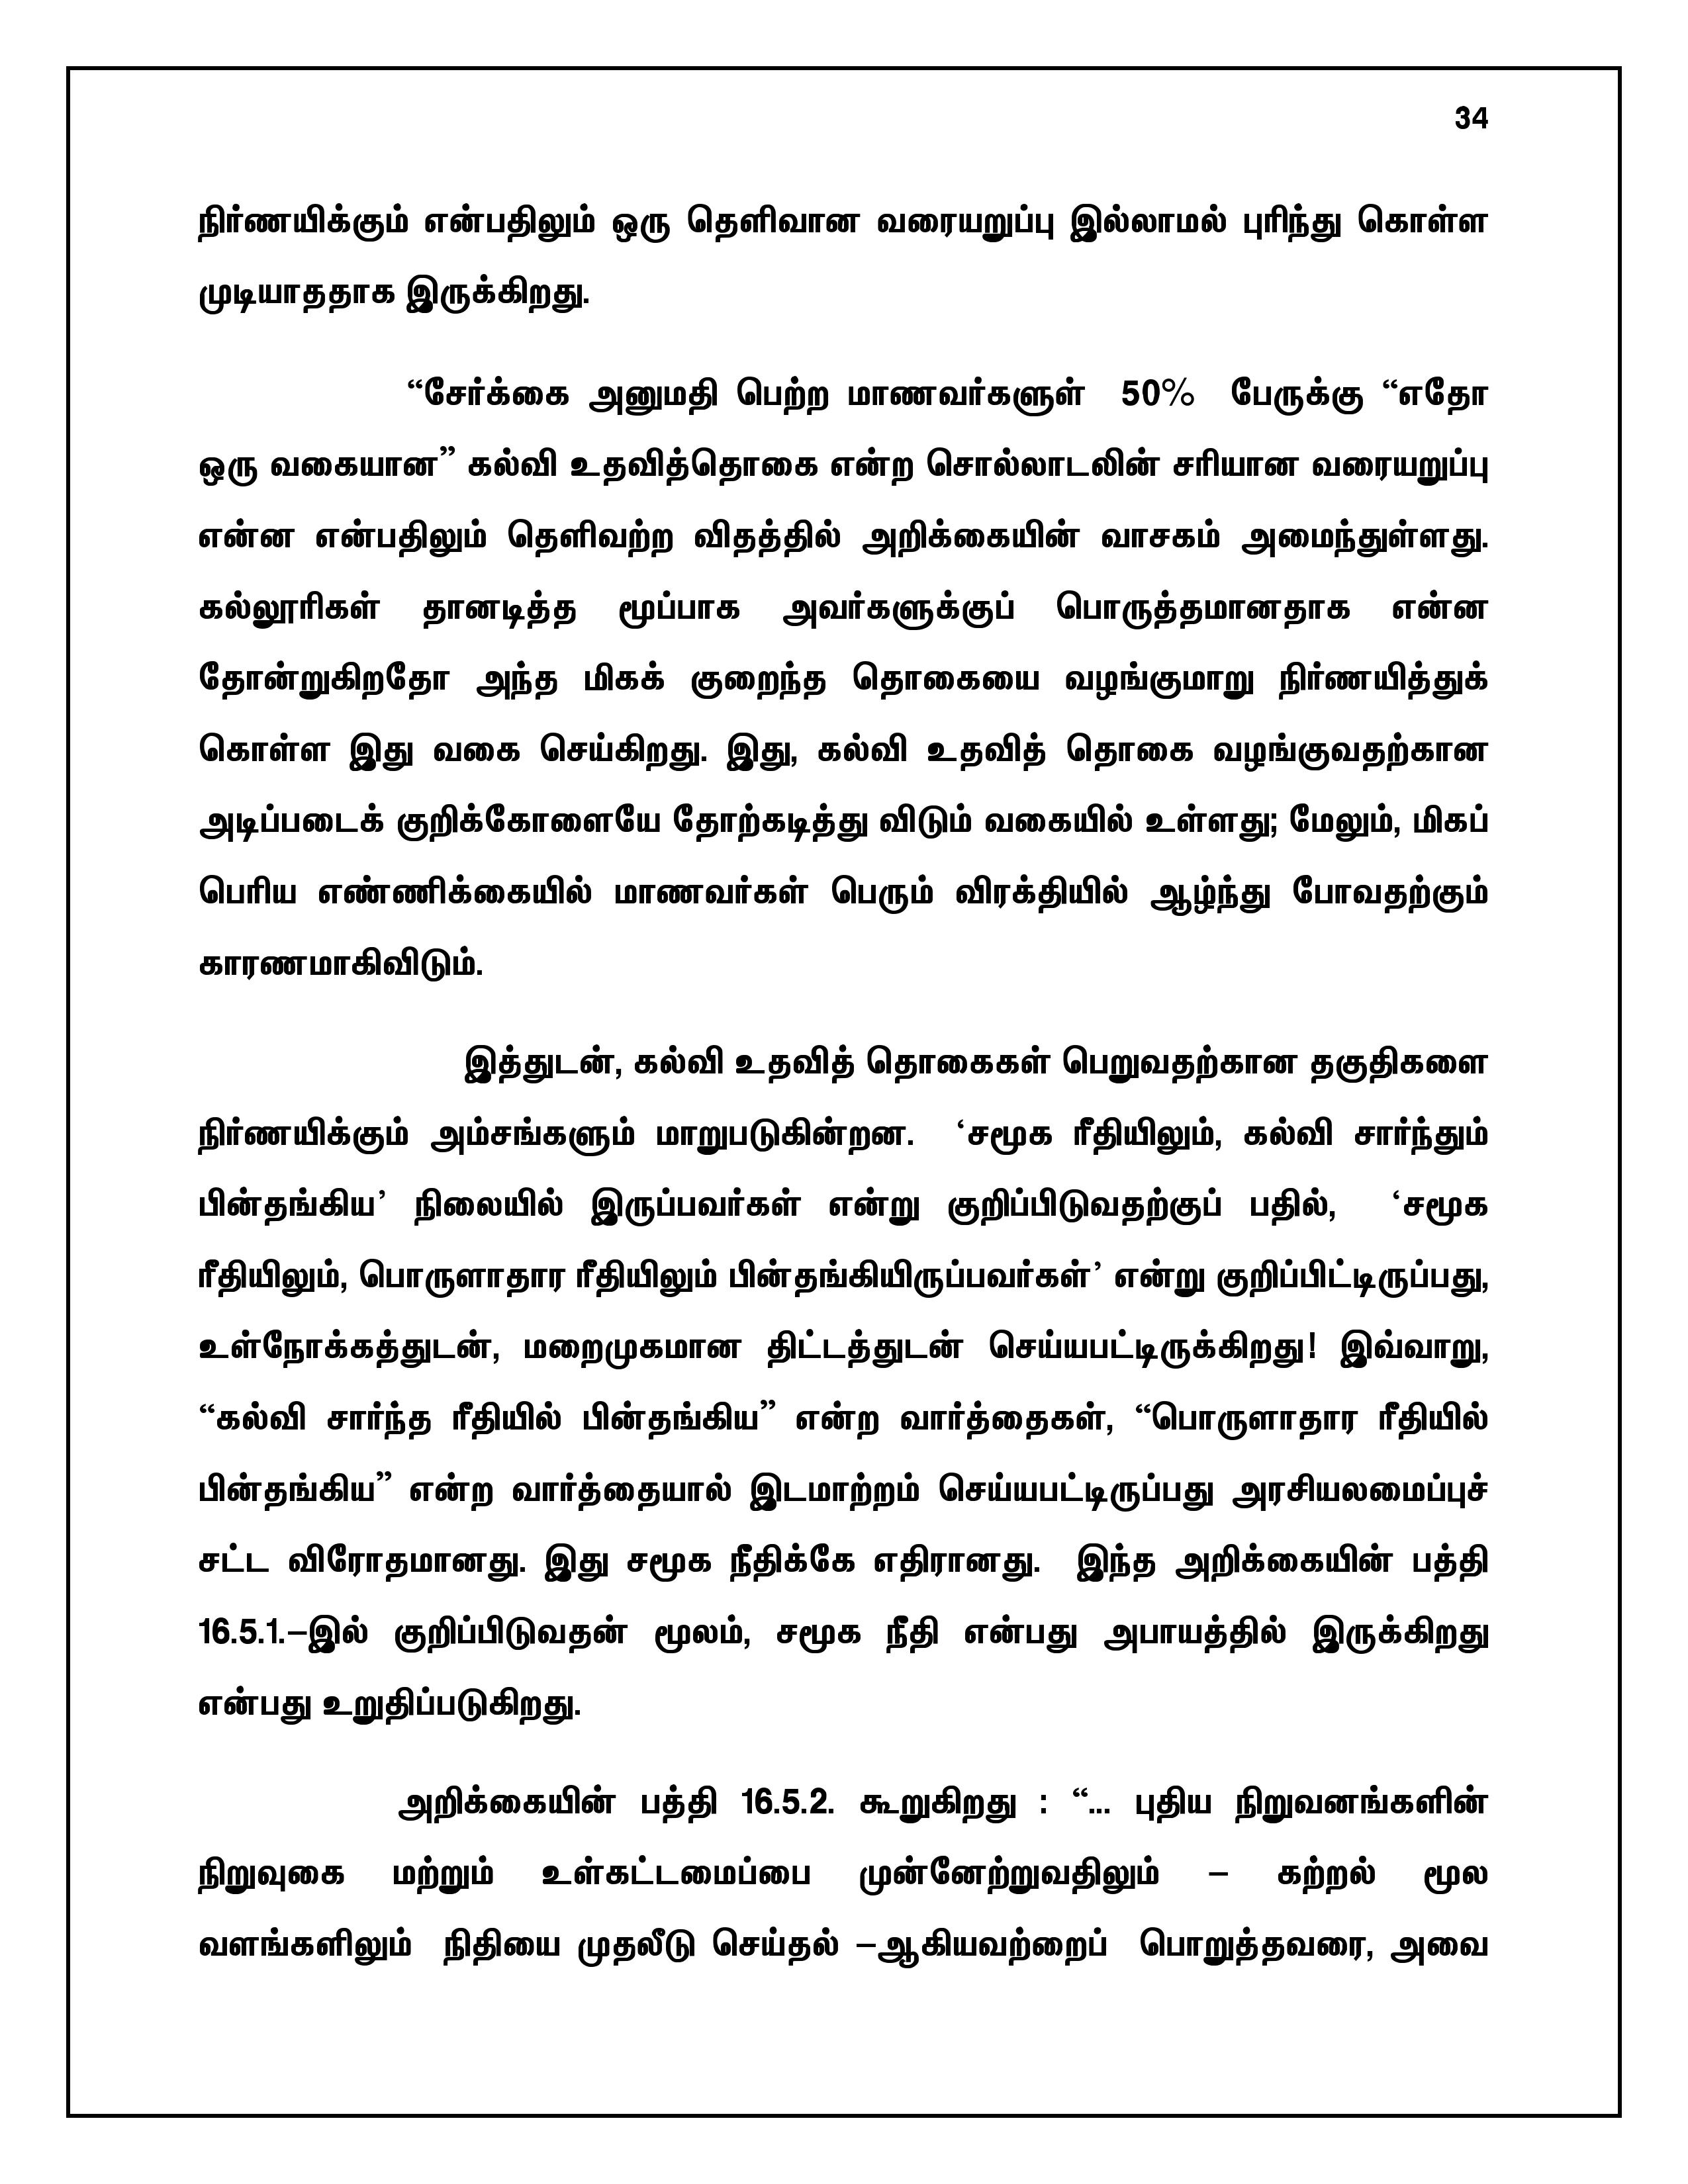 34
நிர்ணயிக்கும் என்பதிலும் ஒரு தெளிவான வரையறுப்பு இல்லாமல் புரிந்து கொள்ள
முடியாததாக இருக்கிறது.
“சேர்க்கை அனுமதி பெற்ற மாணவர்களுள் 50% பேருக்கு “எதோ
ஒரு வகையான” கல்வி உதவித்தொகை என்ற சொல்லாடலின் சரியான வரையறுப்பு
என்ன என்பதிலும் தெளிவற்ற விதத்தில் அறிக்கையின் வாசகம் அமைந்துள்ளது.
கல்லூரிகள் தானடித்த மூப்பாக அவர்களுக்குப் பொருத்தமானதாக என்ன
தோன்றுகிறதோ அந்த மிகக் குறைந்த தொகையை வழங்குமாறு நிர்ணயித்துக்
கொள்ள இது வகை செய்கிறது. இது, கல்வி உதவித் தொகை வழங்குவதற்கான
அடிப்படைக் குறிக்கோளையே தோற்கடித்து விடும் வகையில் உள்ளது; மேலும், மிகப்
பெரிய எண்ணிக்கையில் மாணவர்கள் பெரும் விரக்தியில் ஆழ்ந்து போவதற்கும்
காரணமாகிவிடும்.
இத்துடன், கல்வி உதவித் தொகைகள் பெறுவதற்கான தகுதிகளை
நிர்ணயிக்கும் அம்சங்களும் மாறுபடுகின்றன. ‘சமூக ரீதியிலும், கல்வி சார்ந்தும்
பின்தங்கிய’ நிலையில் இருப்பவர்கள் என்று குறிப்பிடுவதற்குப் பதில், ‘சமூக
ரீதியிலும், பொருளாதார ரீதியிலும் பின்தங்கியிருப்பவர்கள்’ என்று குறிப்பிட்டிருப்பது,
உள்நோக்கத்துடன், மறைமுகமான திட்டத்துடன் செய்யபட்டிருக்கிறது! இவ்வாறு,
“கல்வி சார்ந்த ரீதியில் பின்தங்கிய” என்ற வார்த்தைகள், “பொருளாதார ரீதியில்
பின்தங்கிய” என்ற வார்த்தையால் இடமாற்றம் செய்யபட்டிருப்பது அரசியலமைப்புச்
சட்ட விரோதமானது. இது சமூக நீதிக்கே எதிரானது. இந்த அறிக்கையின் பத்தி
16.5.1.–இல் குறிப்பிடுவதன் மூலம், சமூக நீதி என்பது அபாயத்தில் இருக்கிறது
என்பது உறுதிப்படுகிறது.
அறிக்கையின் பத்தி 16.5.2. கூறுகிறது : “... புதிய நிறுவனங்களின்
நிறுவுகை மற்றும் உள்கட்டமைப்பை முன்னேற்றுவதிலும் – கற்றல் மூல
வளங்களிலும் நிதியை முதலீடு செய்தல் –ஆகியவற்றைப் பொறுத்தவரை, அவை